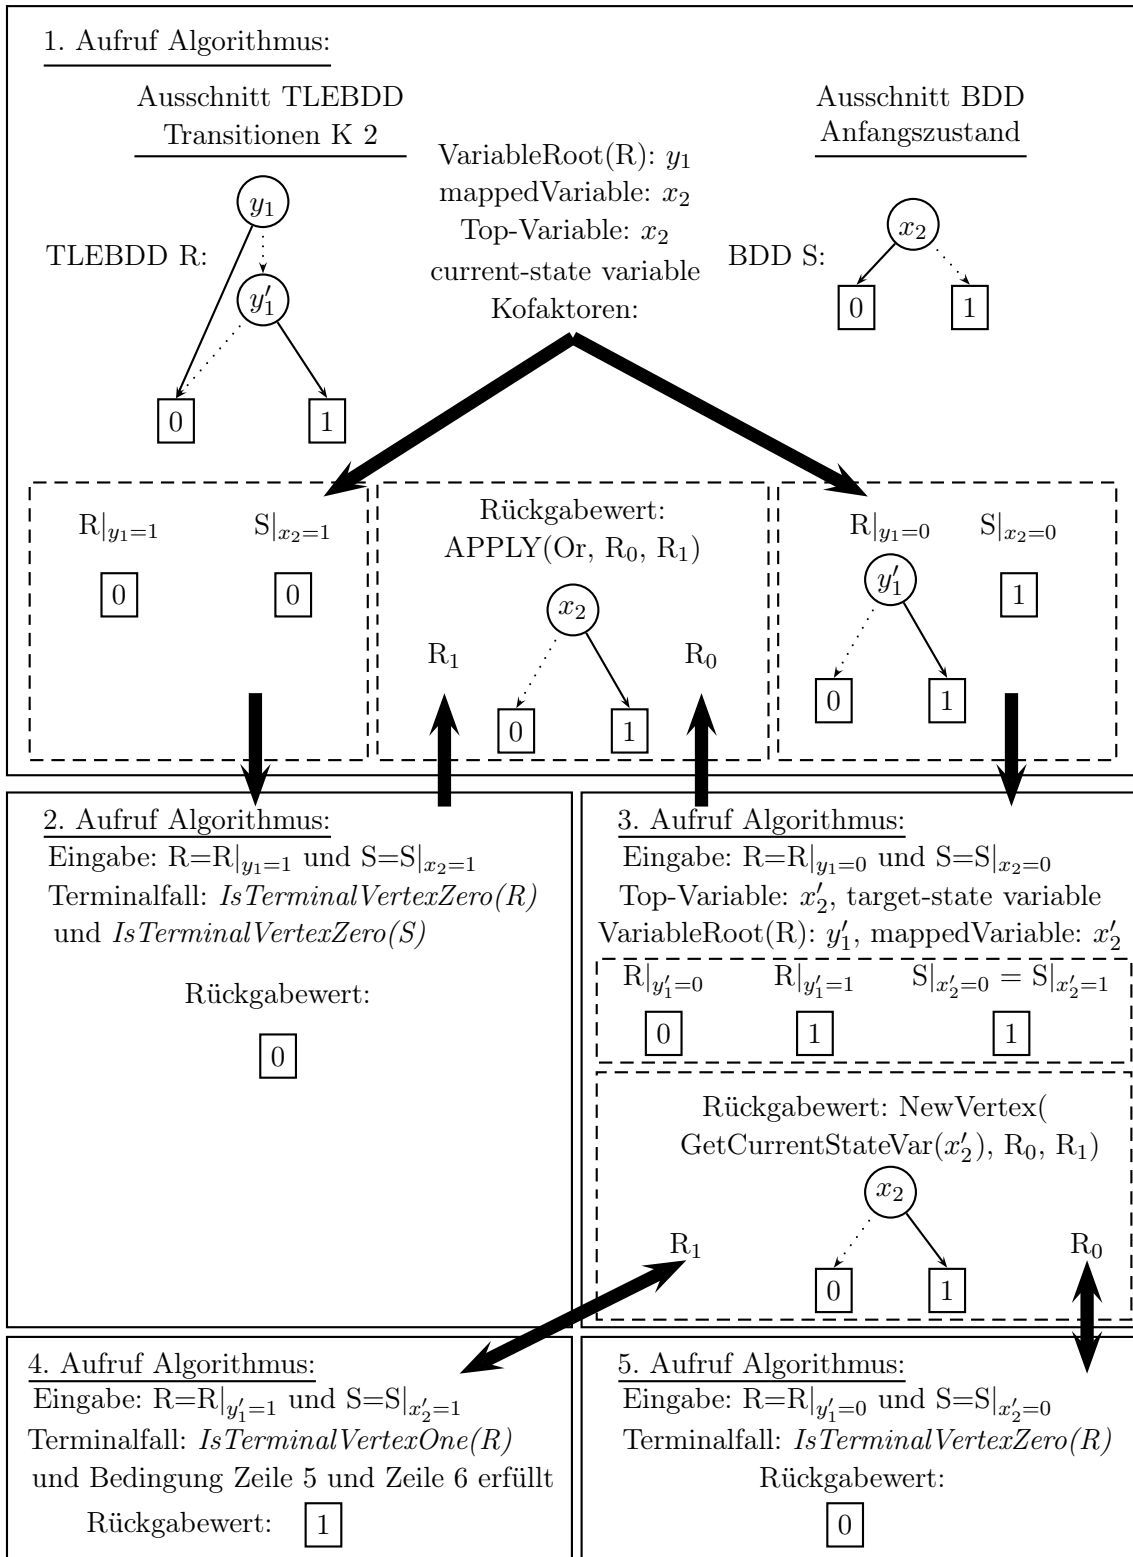 1. Aufruf Algorithmus:
Ausschnitt TLEBDD
Transitionen K 2
Ausschnitt BDD
Anfangszustand
VariableRoot(R): y₁
mappedVariable: x₂
Top-Variable: x₂
current-state variable
Kofaktoren:
TLEBDD R:
y₁
y′₁
0
1
BDD S:
x₂
0
1
R|y₁=1
S|x₂=1
0
0
Rückgabewert:
APPLY(Or, R₀, R₁)
x₂
R₁
R₀
0
1
R|y₁=0
S|x₂=0
y′₁
1
0
1
2. Aufruf Algorithmus:
Eingabe: R=R|y₁=1 und S=S|x₂=1
Terminalfall: IsTerminalVertexZero(R)
und IsTerminalVertexZero(S)
Rückgabewert:
0
3. Aufruf Algorithmus:
Eingabe: R=R|y₁=0 und S=S|x₂=0
Top-Variable: x′₂, target-state variable
VariableRoot(R): y′₁, mappedVariable: x′₂
R|y′₁=0
R|y′₁=1
S|x′₂=0 = S|x′₂=1
0
1
1
Rückgabewert: NewVertex(
GetCurrentStateVar(x′₂), R₀, R₁)
x₂
R₁
R₀
0
1
4. Aufruf Algorithmus:
Eingabe: R=R|y′₁=1 und S=S|x′₂=1
Terminalfall: IsTerminalVertexOne(R)
und Bedingung Zeile 5 und Zeile 6 erfüllt
Rückgabewert:
1
5. Aufruf Algorithmus:
Eingabe: R=R|y′₁=0 und S=S|x′₂=0
Terminalfall: IsTerminalVertexZero(R)
Rückgabewert:
0